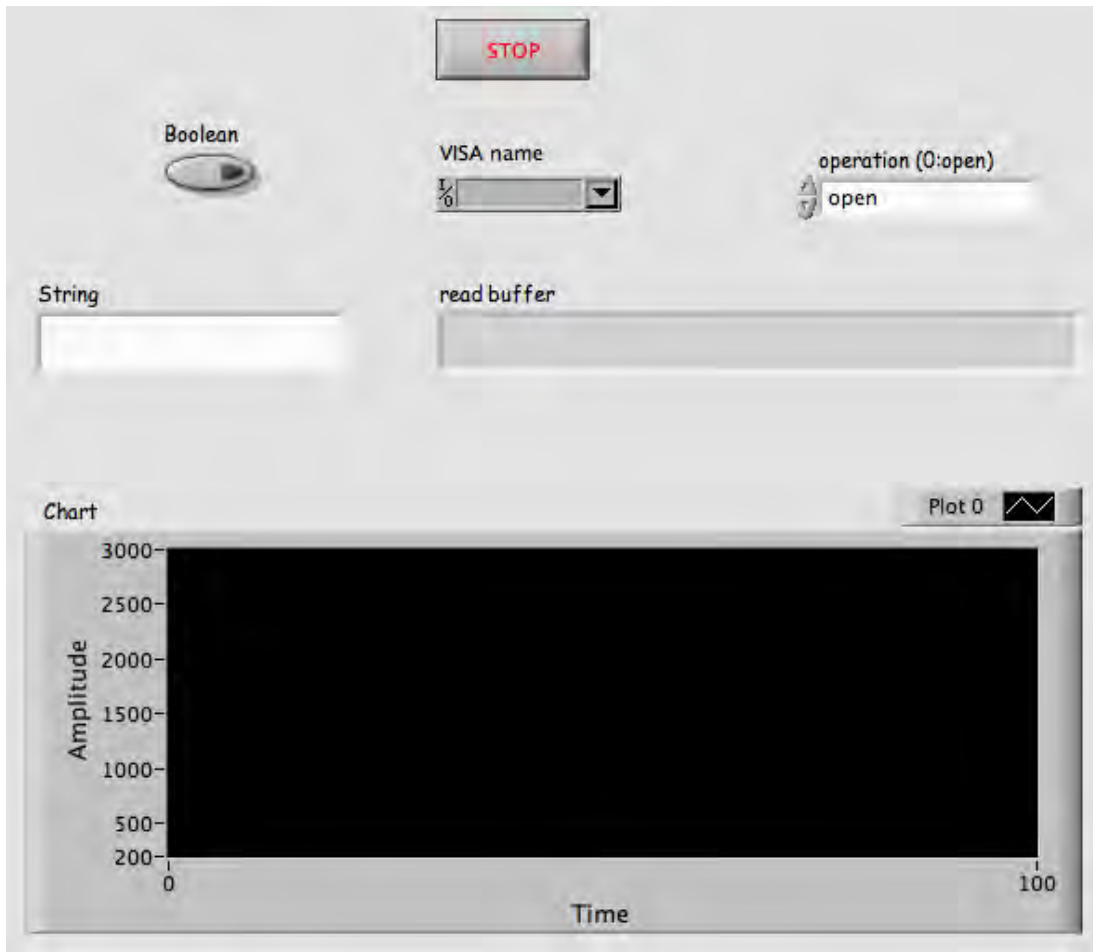 STOP
Boolean
VISA name
operation (0:open)
I/O
open
String
read buffer
Chart
Plot 0
3000
2500
2000
1500
1000
500
200
Amplitude
0
100
Time